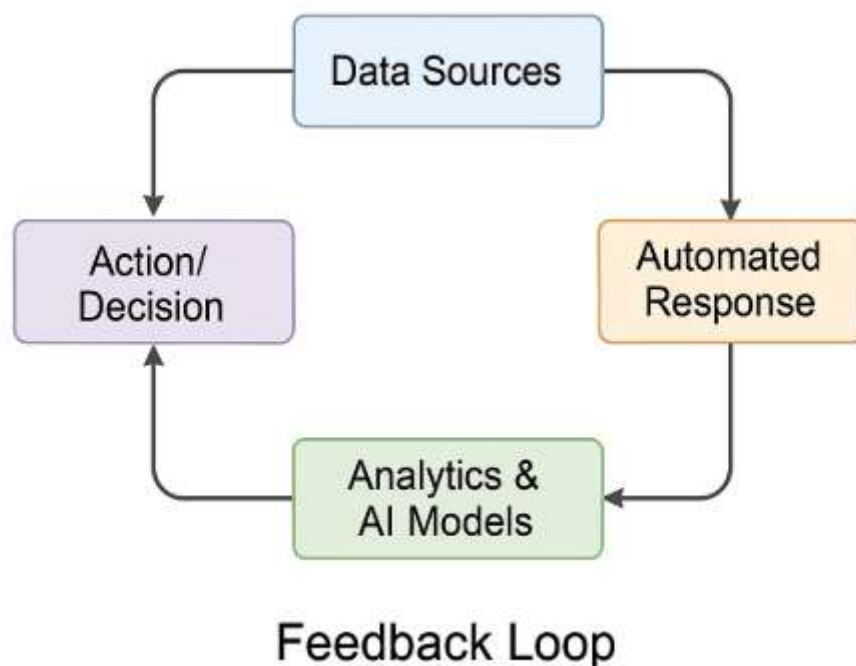 Data Sources
Action/
Decision
Automated
Response
Analytics &
AI Models
Feedback Loop